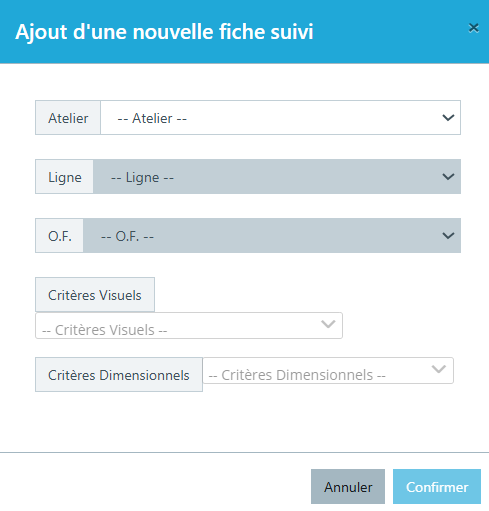 Ajout d'une nouvelle fiche suivi ×
Atelier -- Atelier --
Ligne -- Ligne --
O.F. -- O.F. --
Critères Visuels
-- Critères Visuels --
Critères Dimensionnels -- Critères Dimensionnels --
Annuler Confirmer